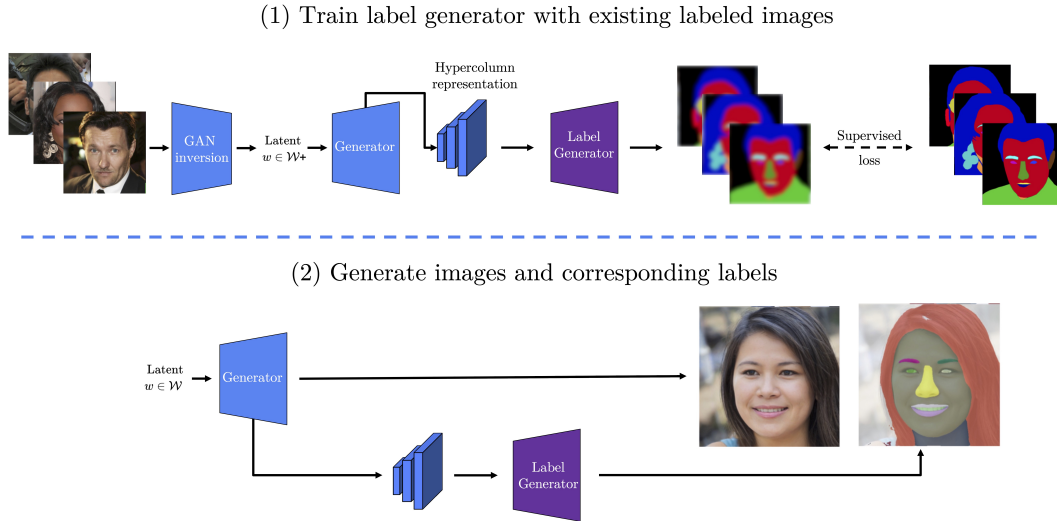 (1) Train label generator with existing labeled images
Hypercolumn
representation
GAN
inversion
Latent
w ∈ W+
Generator
Label
Generator
Supervised
loss
(2) Generate images and corresponding labels
Latent
w ∈ W
Generator
Label
Generator